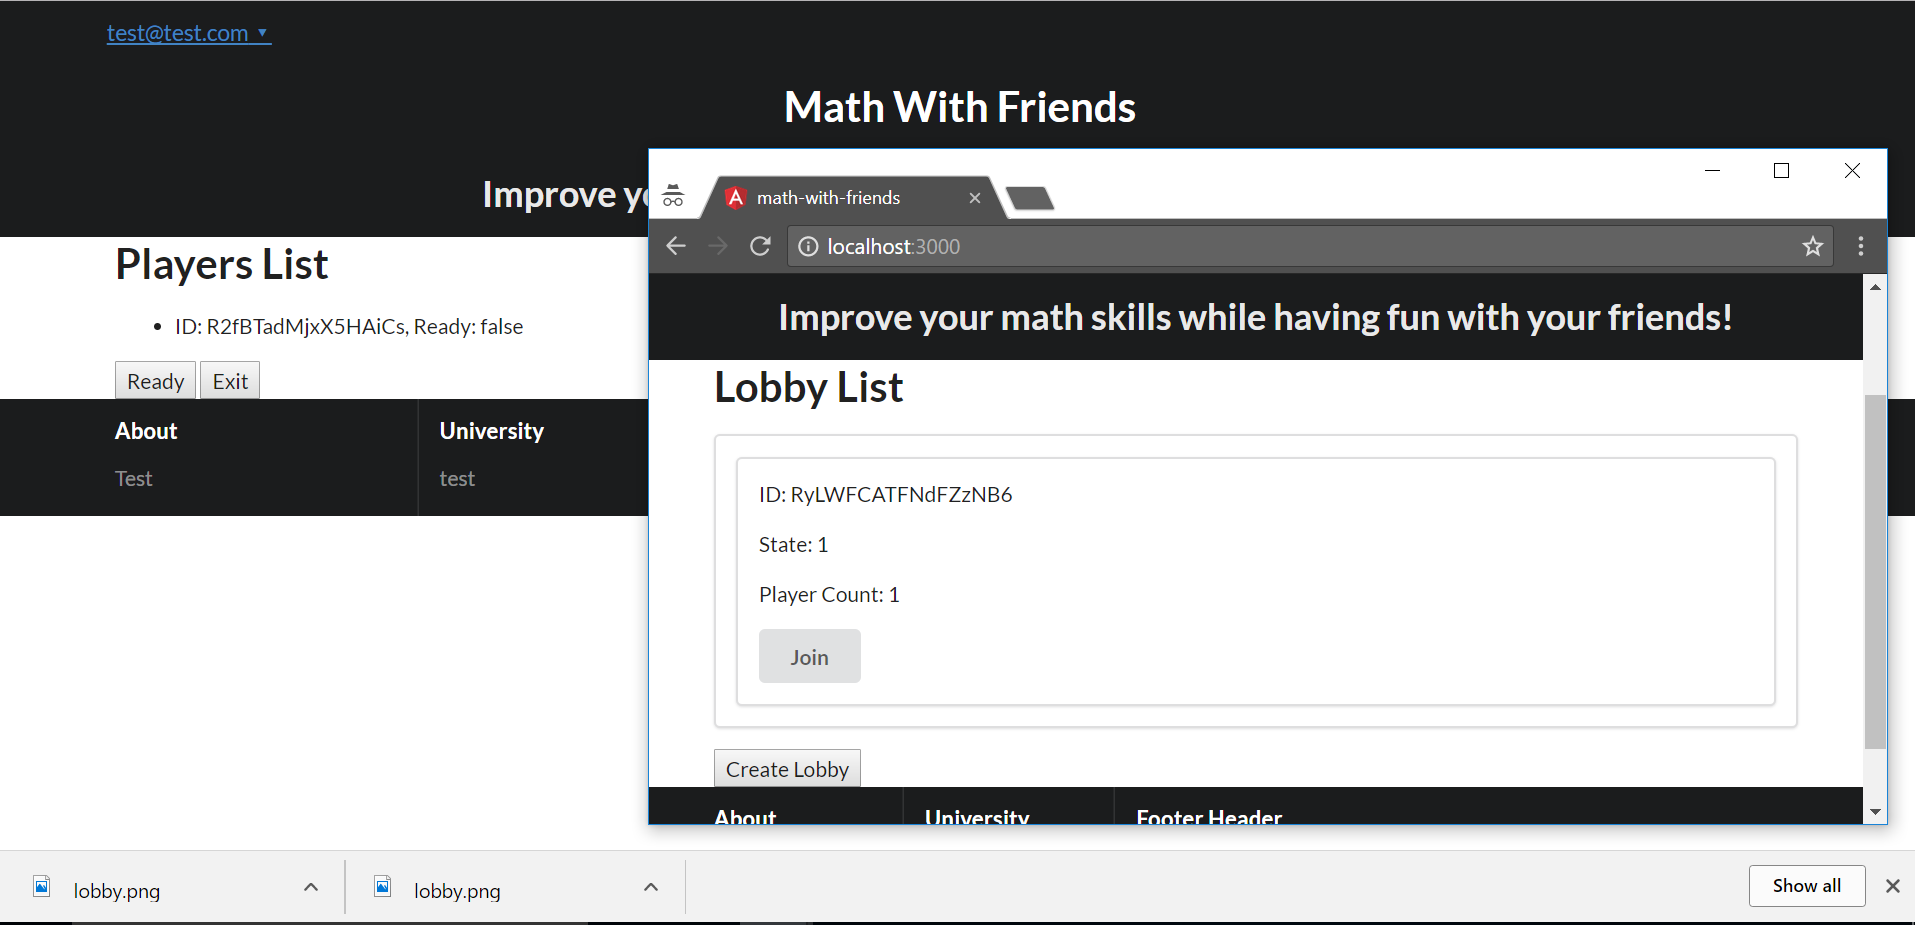 test@test.com
Math With Friends
Improve yo
Players List
ID: R2fBTadMjxX5HAiCs, Ready: false
Ready Exit
About University
Test test
math-with-friends
localhost:3000
Improve your math skills while having fun with your friends!
Lobby List
ID: RyLWFCATFNdFZzNB6
State: 1
Player Count: 1
Join
Create Lobby
About University Footer Header
lobby.png lobby.png Show all